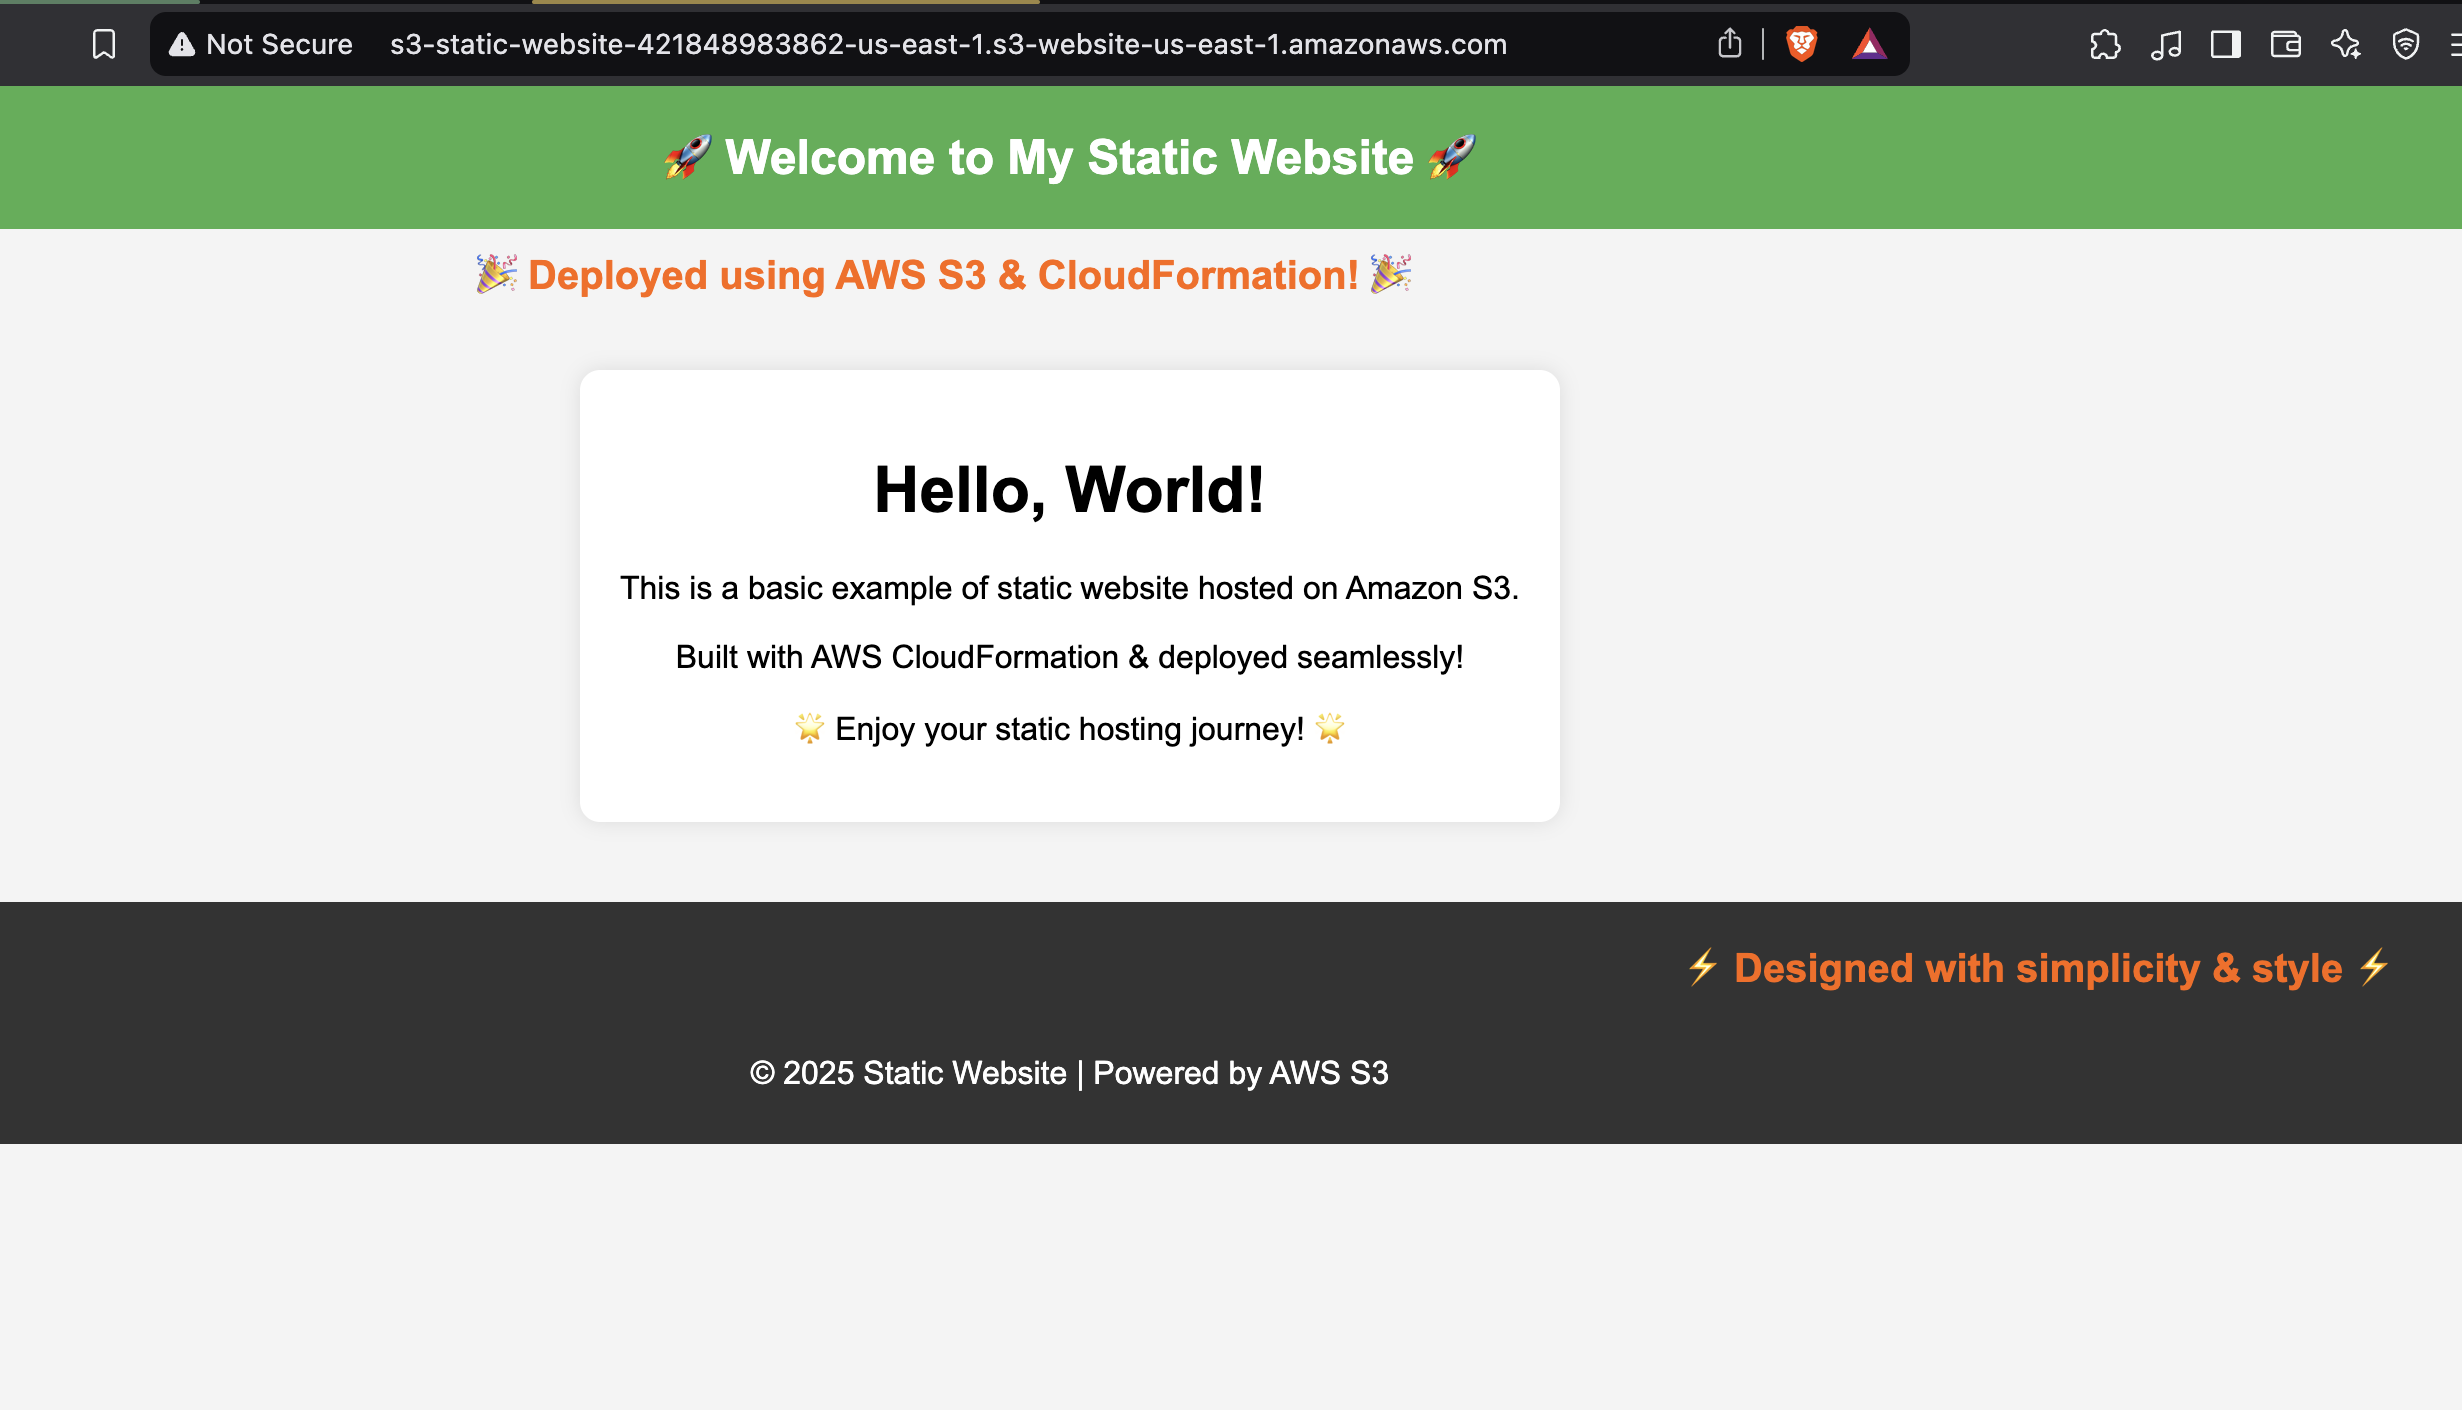 Not Secure s3-static-website-421848983862-us-east-1.s3-website-us-east-1.amazonaws.com
🚀 Welcome to My Static Website 🚀
🎉 Deployed using AWS S3 & CloudFormation! 🎉
Hello, World!
This is a basic example of static website hosted on Amazon S3.
Built with AWS CloudFormation & deployed seamlessly!
🌟 Enjoy your static hosting journey! 🌟
⚡ Designed with simplicity & style ⚡
© 2025 Static Website | Powered by AWS S3